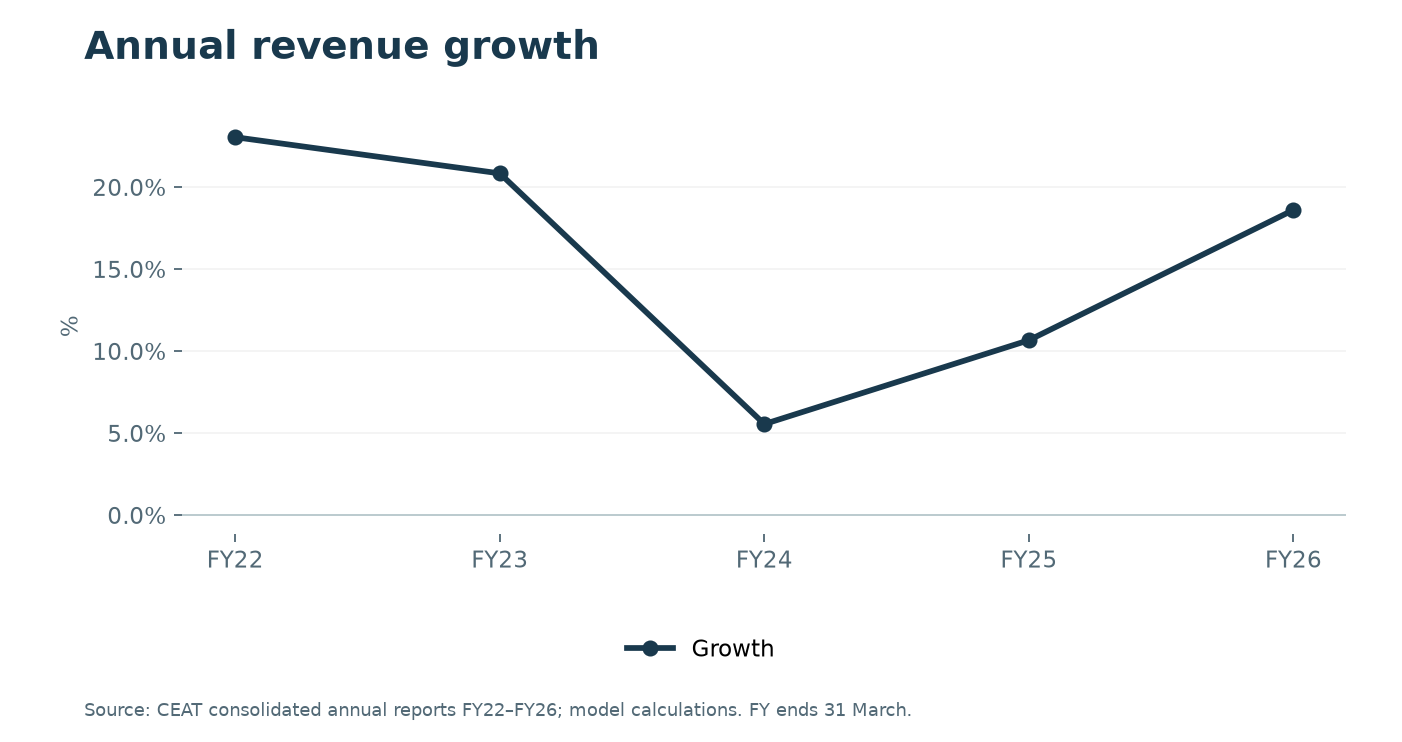 Annual revenue growth
20.0%
15.0%
10.0%
5.0%
0.0%
%
FY22 FY23 FY24 FY25 FY26
Growth
Source: CEAT consolidated annual reports FY22–FY26; model calculations. FY ends 31 March.